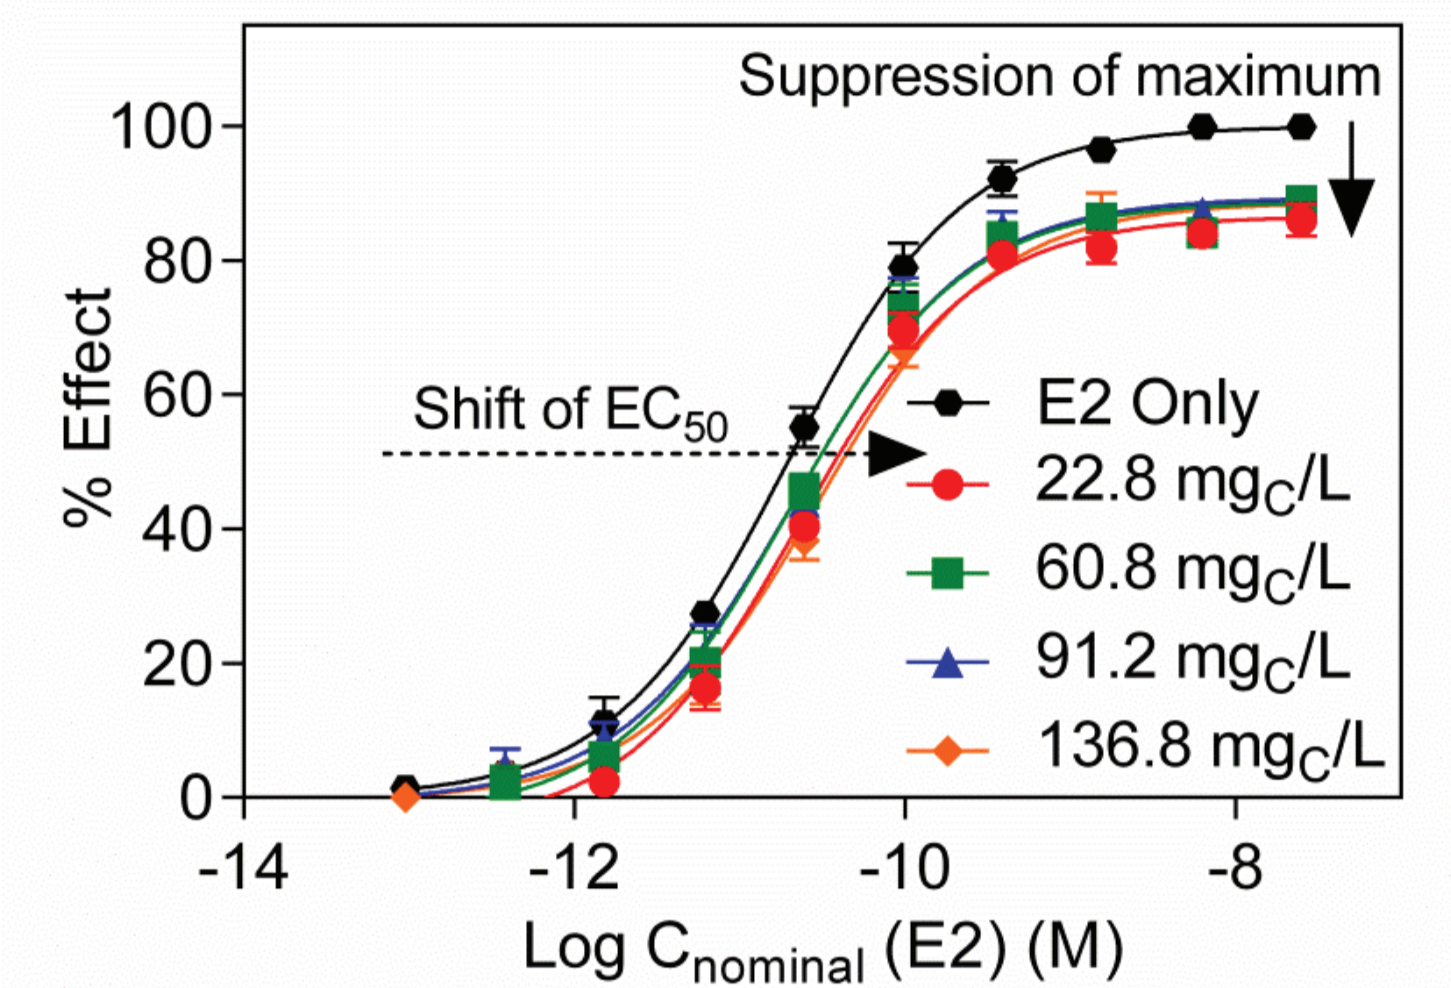 Suppression of maximum
100
80
60
40
20
0
% Effect
Shift of EC50
E2 Only
22.8 mgC/L
60.8 mgC/L
91.2 mgC/L
136.8 mgC/L
-14 -12 -10 -8
Log Cnominal (E2) (M)